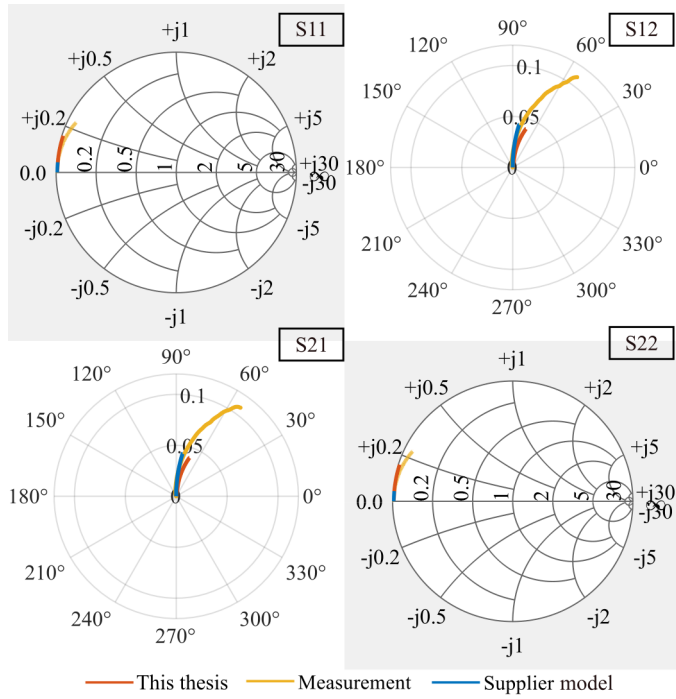 S11
+j1
+j0.5
+j2
+j0.2
+j5
0.0
0.2
0.5
1
2
5
30
+j30
-j30
∞
-j0.2
-j5
-j0.5
-j2
-j1
S12
90°
120°
60°
0.1
150°
30°
0.05
180°
0
0°
210°
330°
240°
300°
270°
S21
90°
120°
60°
0.1
150°
30°
0.05
180°
0
0°
210°
330°
240°
300°
270°
S22
+j1
+j0.5
+j2
+j0.2
+j5
0.0
0.2
0.5
1
2
5
30
+j30
-j30
∞
-j0.2
-j5
-j0.5
-j2
-j1
This thesis Measurement Supplier model